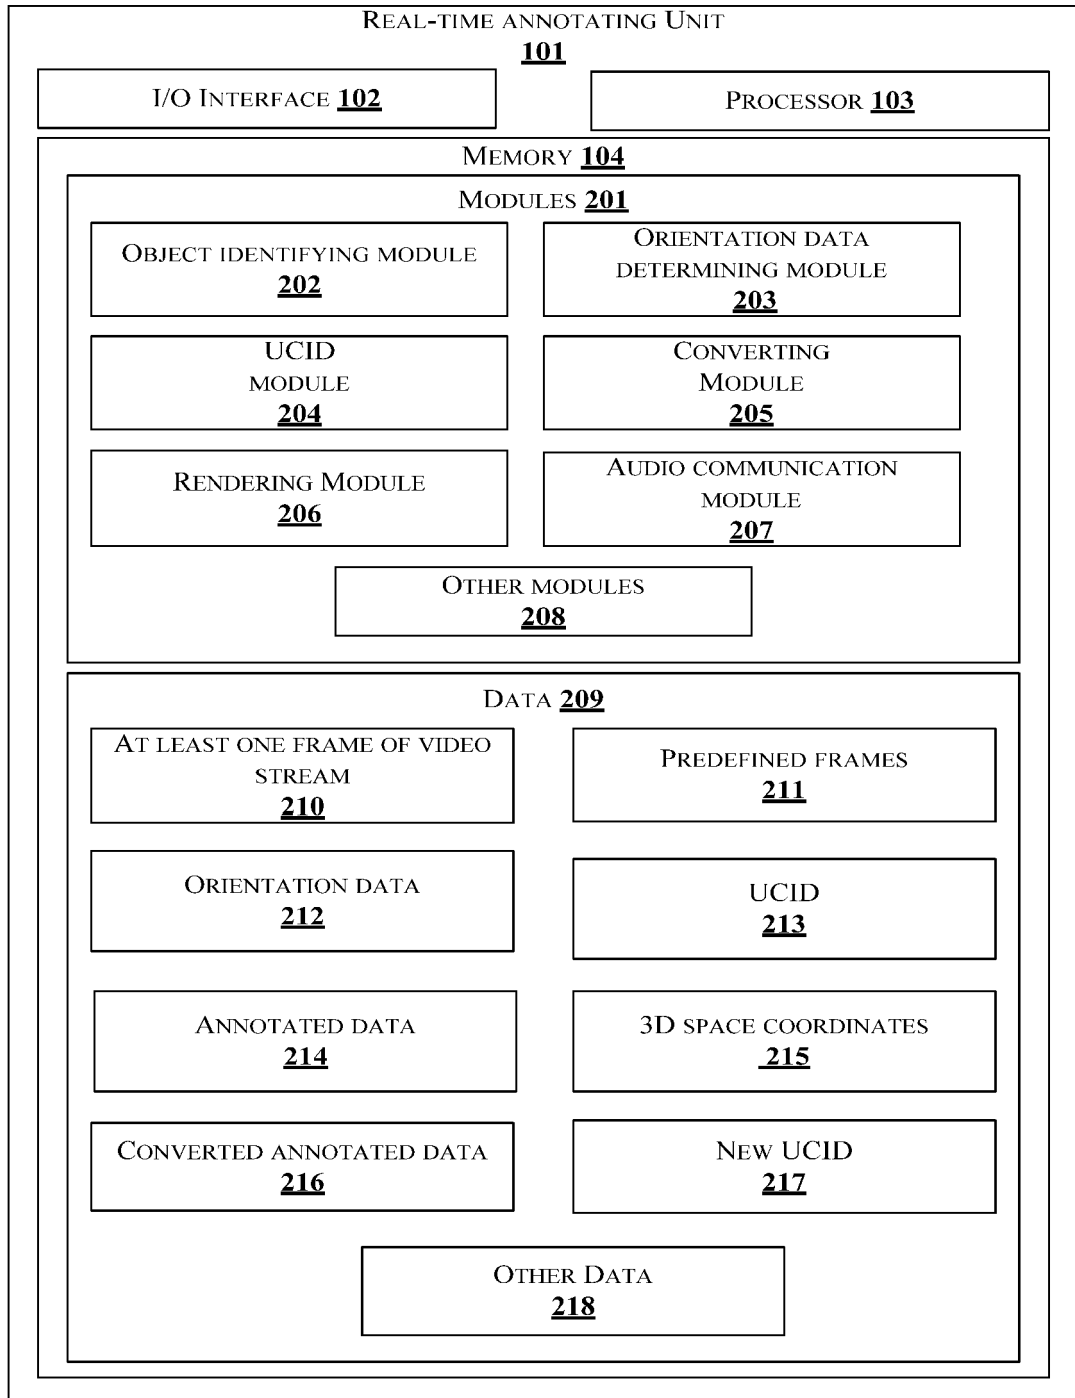 Real-time annotating Unit
101
I/O Interface 102
Processor 103
Memory 104
Modules 201
Object identifying module
202
Orientation data
determining module
203
UCID
module
204
Converting
Module
205
Rendering Module
206
Audio communication
module
207
Other modules
208
Data 209
At least one frame of video
stream
210
Predefined frames
211
Orientation data
212
UCID
213
Annotated data
214
3D space coordinates
215
Converted annotated data
216
New UCID
217
Other Data
218